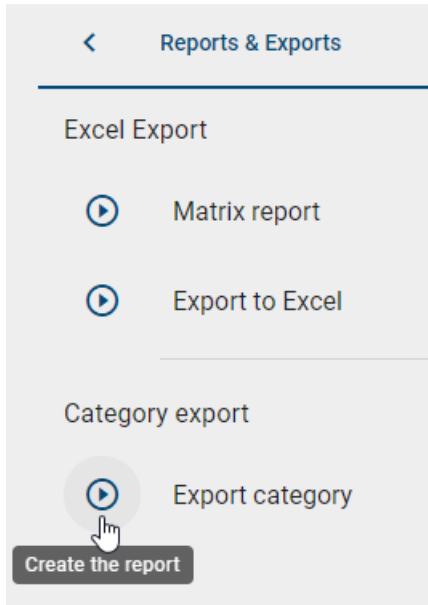 Reports & Exports
Excel Export
Matrix report
Export to Excel
Category export
Export category
Create the report